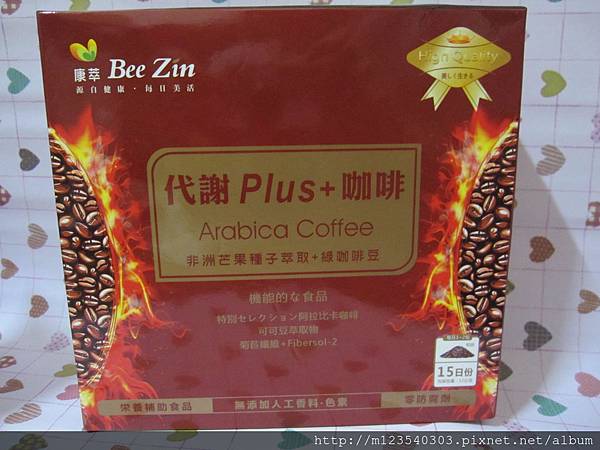 康萃 Bee Zin
源自健康・每日美活
High Quality
美しく生きる
代謝 Plus+ 咖啡
Arabica Coffee
非洲芒果種子萃取+綠咖啡豆
機能的な食品
特別セレクション阿拉比卡咖啡
可可豆萃取物
菊苣纖維+Fibersol-2
15日份
營養補助食品
無添加人工香料・色素
零防腐劑
http://m123540303.pixnet.net/album